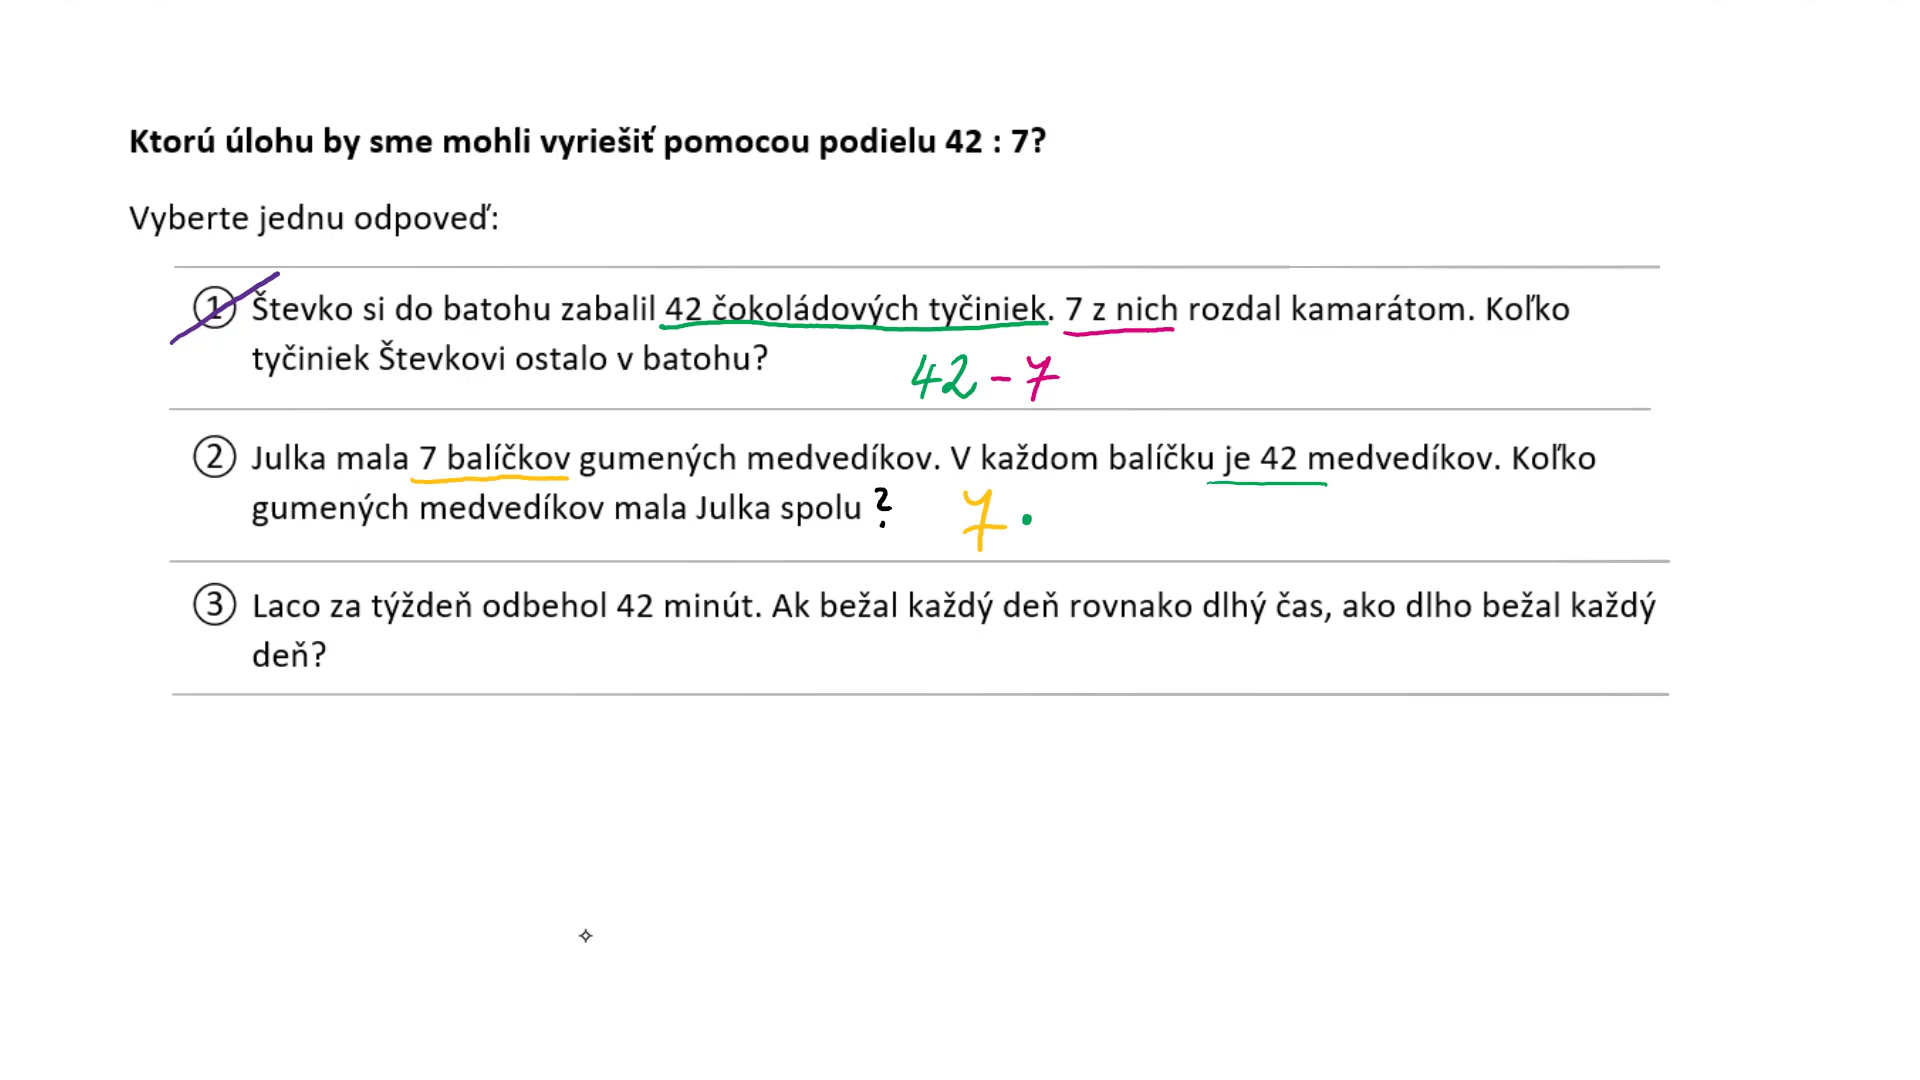 Ktorú úlohu by sme mohli vyriešiť pomocou podielu 42 : 7?
Vyberte jednu odpoveď:
1 Števko si do batohu zabalil 42 čokoládových tyčiniek. 7 z nich rozdal kamarátom. Koľko
tyčiniek Števkovi ostalo v batohu?
42 - 7
2 Julka mala 7 balíčkov gumených medvedíkov. V každom balíčku je 42 medvedíkov. Koľko
gumených medvedíkov mala Julka spolu ?
7 ·
3 Laco za týždeň odbehol 42 minút. Ak bežal každý deň rovnako dlhý čas, ako dlho bežal každý
deň?